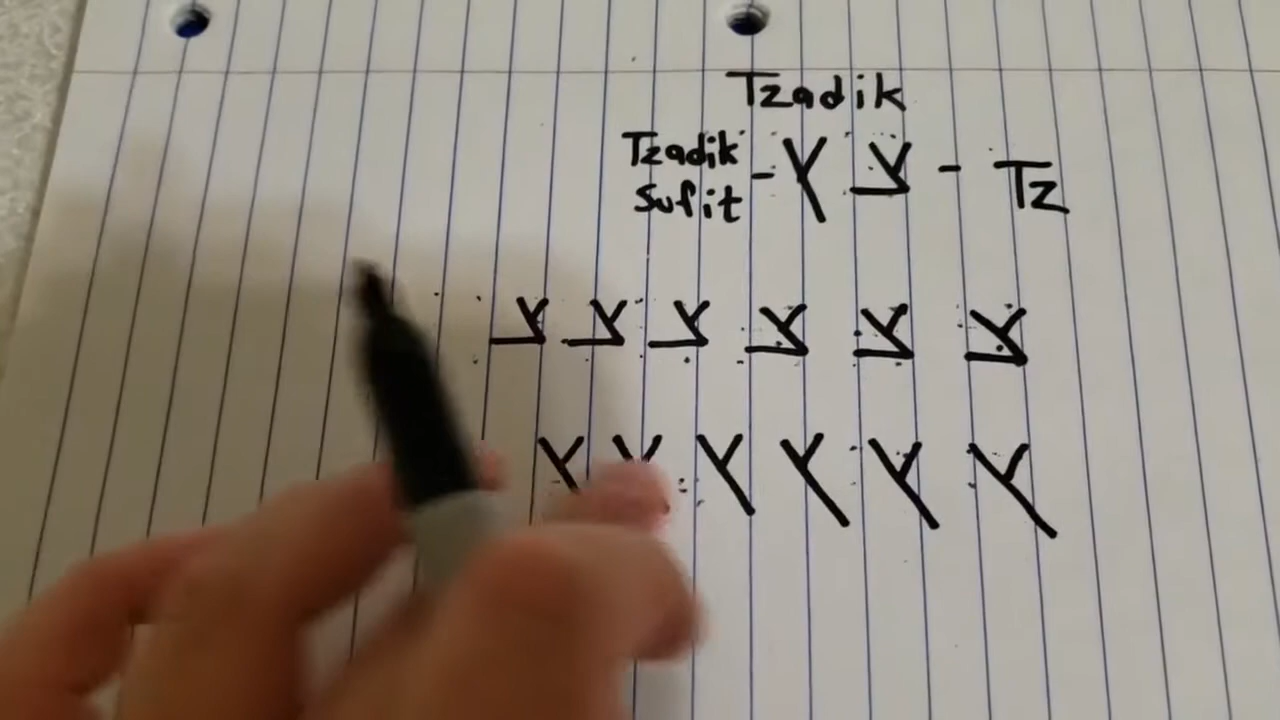 Tzadik
Tzadik Sufit - ץ צ - Tz
צ צ צ צ צ צ
ץ ץ ץ ץ ץ ץ